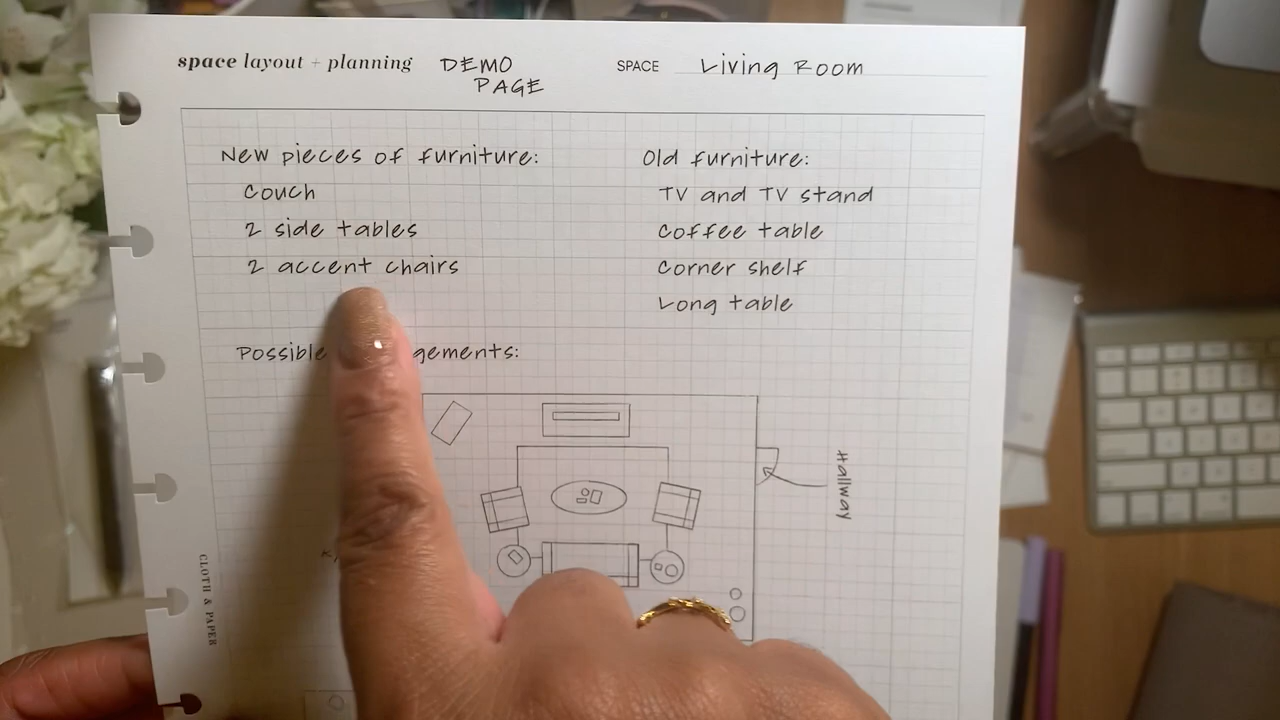 space layout + planning DEMO PAGE SPACE Living Room
New pieces of furniture:
Couch
2 side tables
2 accent chairs
Old furniture:
TV and TV stand
Coffee table
Corner shelf
Long table
Possible gements:
Hallway
CLOTH & PAPER